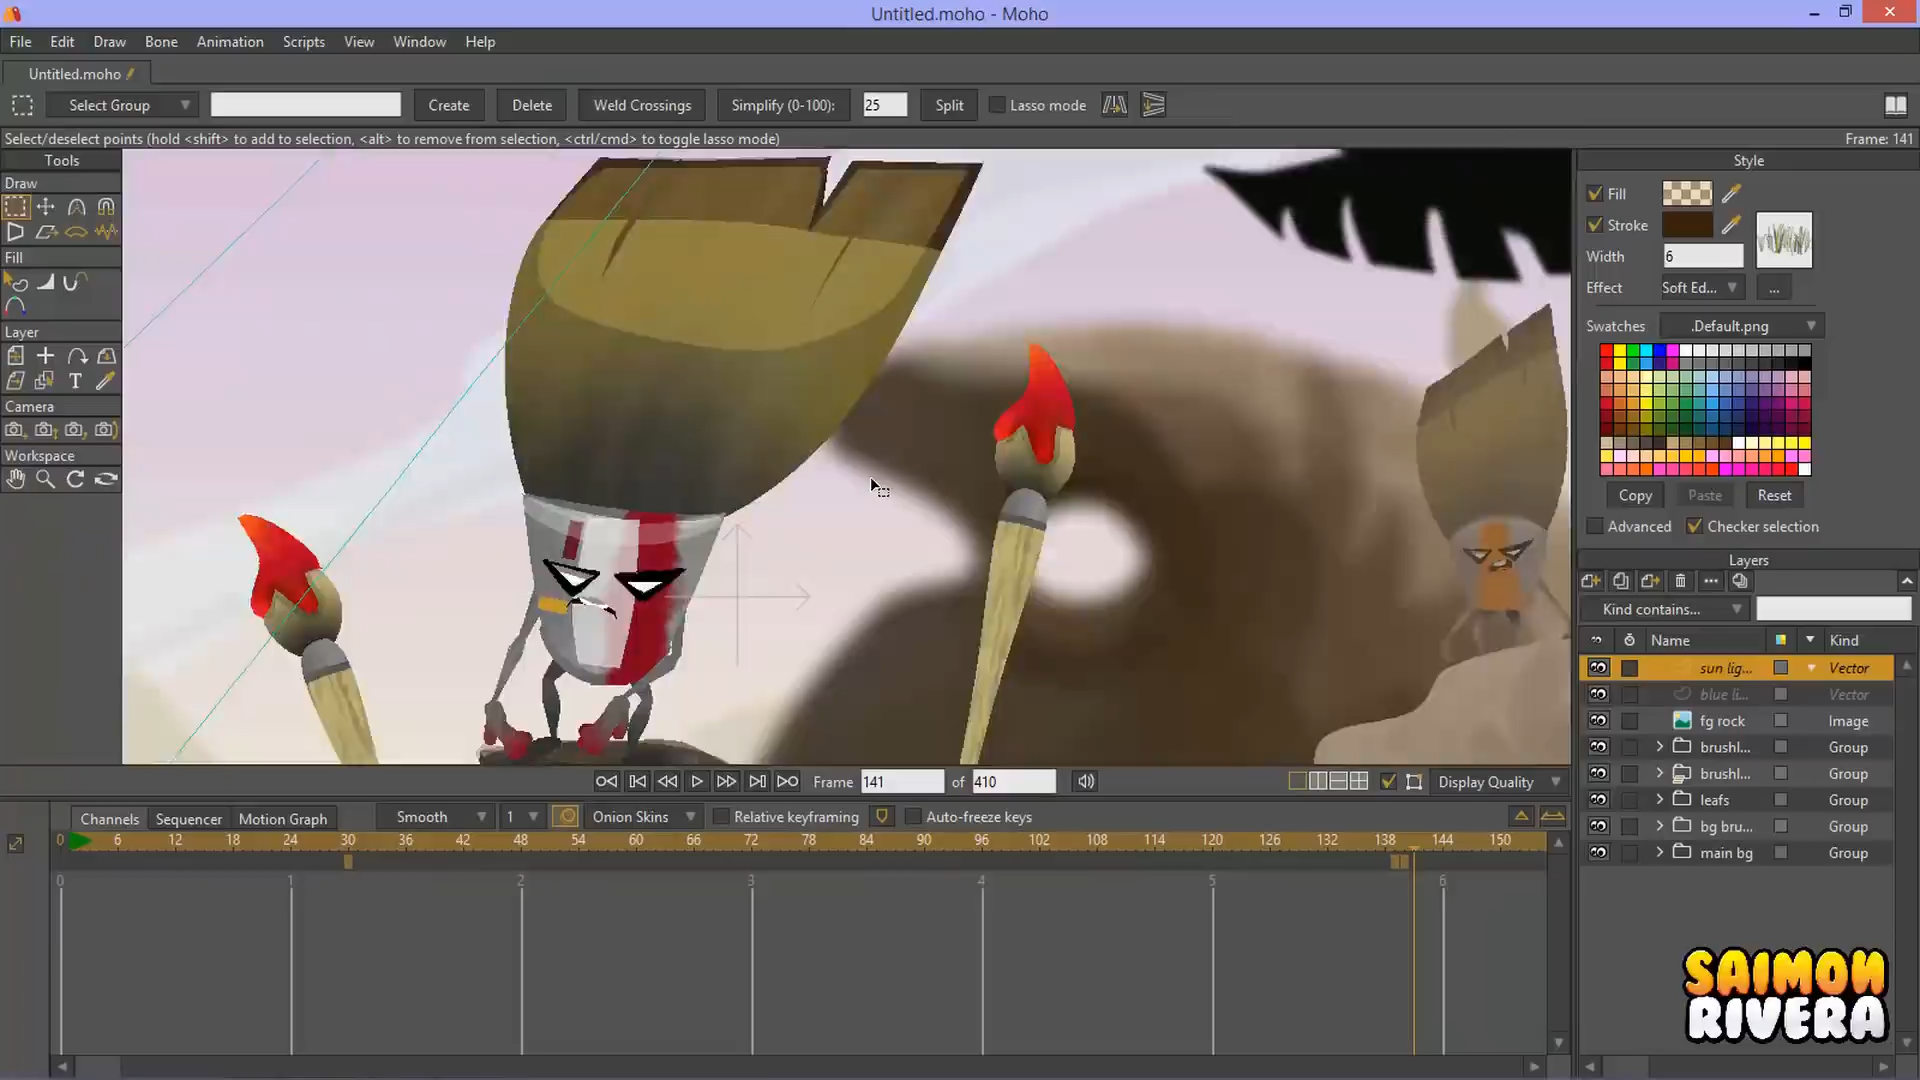 Untitled.moho - Moho
File Edit Draw Bone Animation Scripts View Window Help
Untitled.moho
Select Group Create Delete Weld Crossings Simplify (0-100): 25 Split Lasso mode
Select/deselect points (hold <shift> to add to selection, <alt> to remove from selection, <ctrl/cmd> to toggle lasso mode) Frame: 141
Tools
Draw
Fill
Layer
T
Camera
Workspace
Style
Fill
Stroke
Width 6
Effect Soft Ed... ...
Swatches .Default.png
Copy Paste Reset
Advanced Checker selection
Layers
Kind contains...
Name Kind
sun lig... Vector
blue li... Vector
fg rock Image
brushl... Group
brushl... Group
leafs Group
bg bru... Group
main bg Group
Frame 141 of 410 Display Quality
Channels Sequencer Motion Graph Smooth 1 Onion Skins Relative keyframing Auto-freeze keys
0 6 12 18 24 30 36 42 48 54 60 66 72 78 84 90 96 102 108 114 120 126 132 138 144 150
0 1 2 3 4 5 6
SAIMON
RIVERA